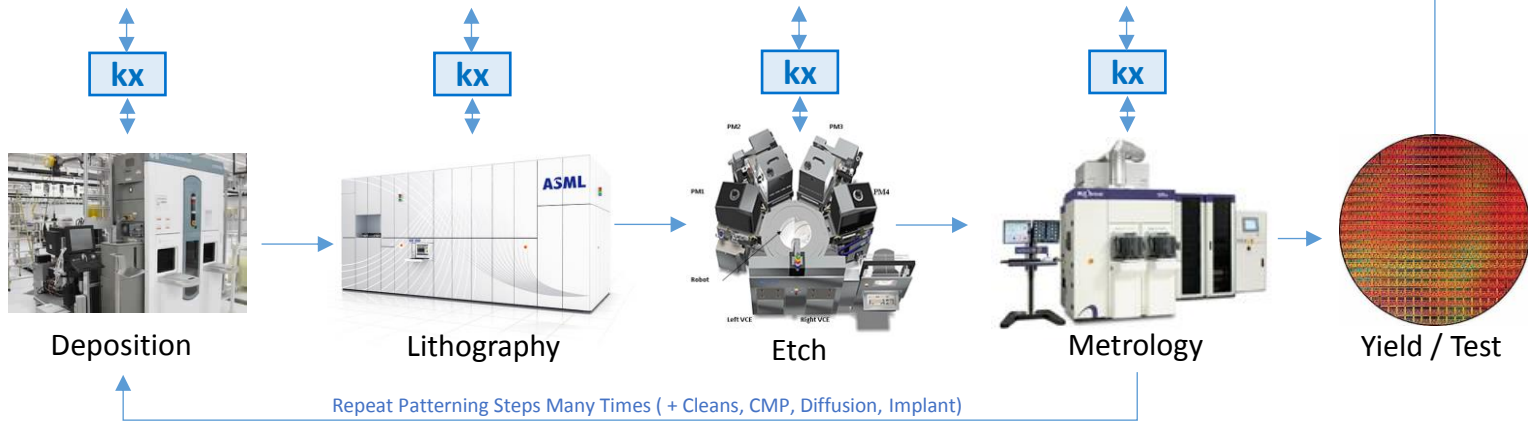 kx
kx
kx
kx
PM2
PM3
ASML
PM1
PM4
Robot
Left VCE
Right VCE
Deposition
Lithography
Etch
Metrology
Yield / Test
Repeat Patterning Steps Many Times ( + Cleans, CMP, Diffusion, Implant)